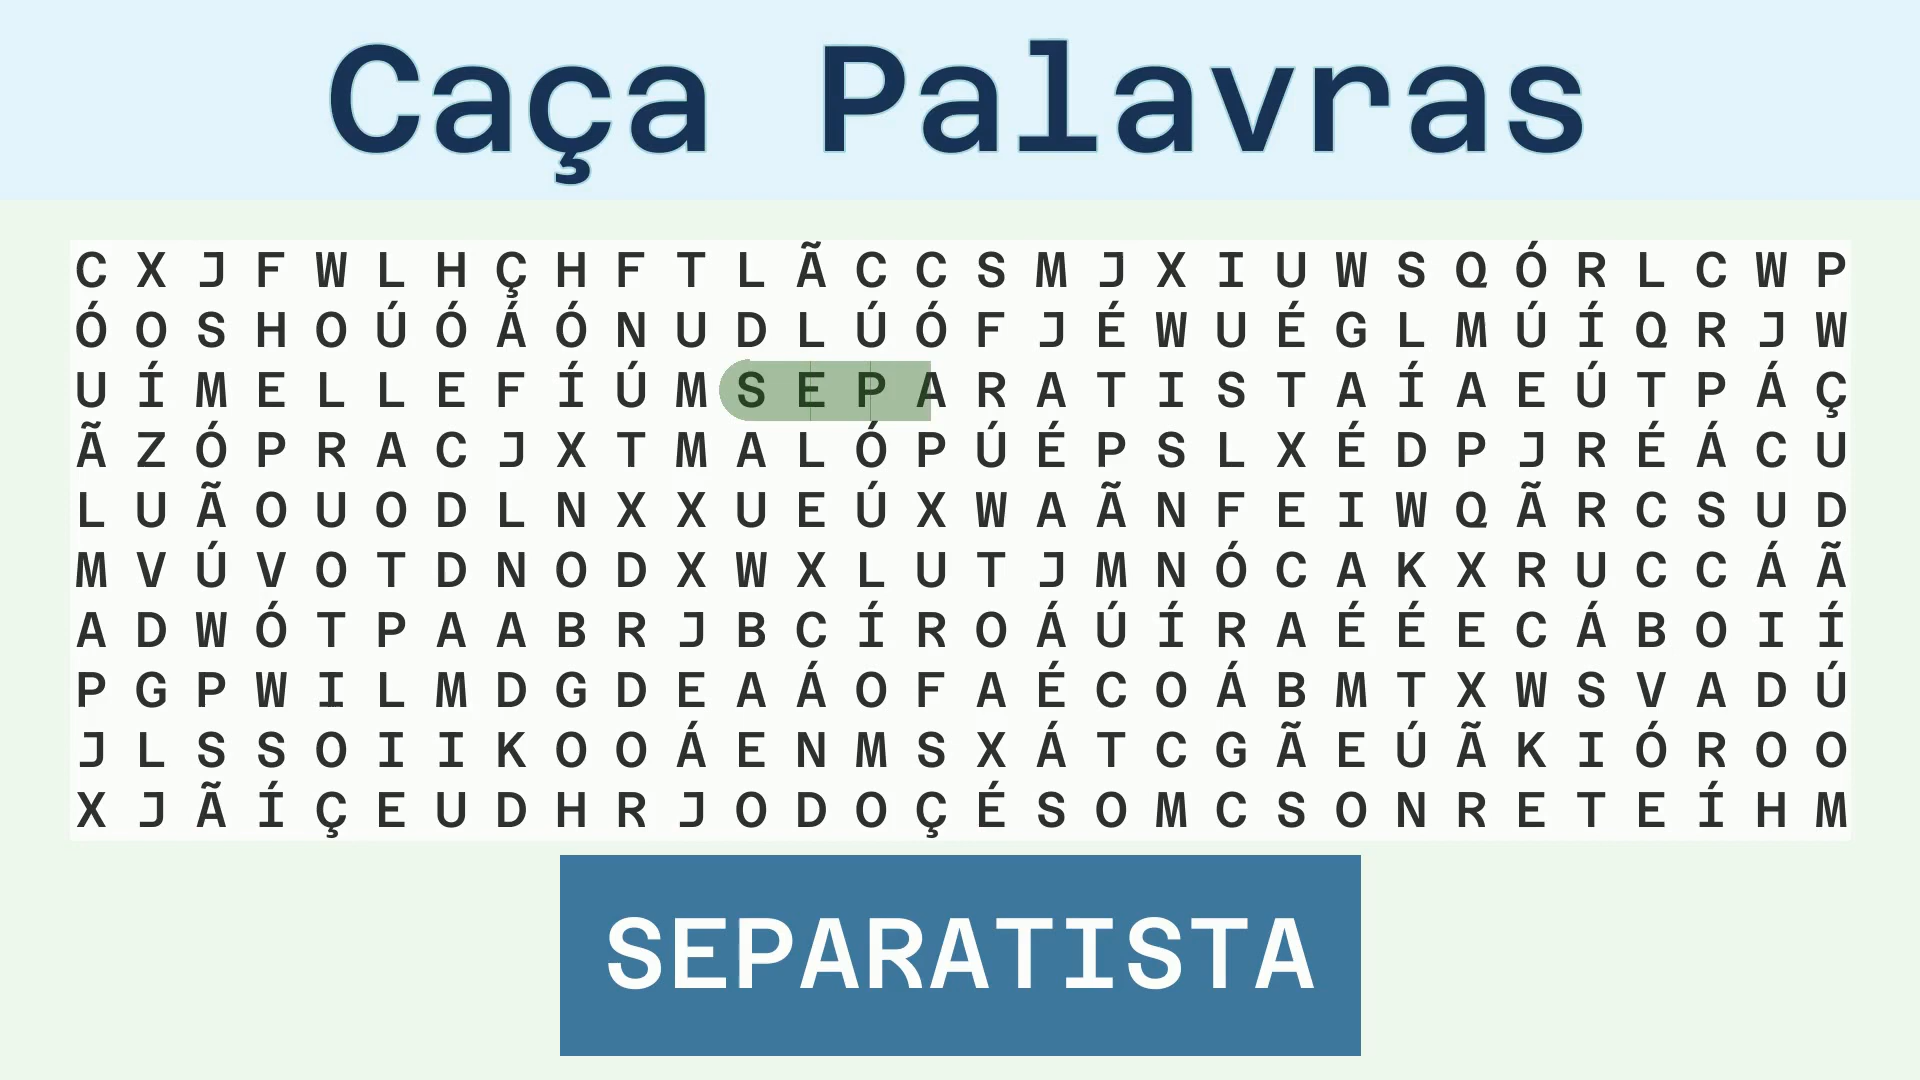 Caça Palavras
C X J F W L H Ç H F T L Ã C C S M J X I U W S Q Ó R L C W P
Ó O S H O Ú Ó Á Ó N U D L Ú Ó F J É W U É G L M Ú Í Q R J W
U Í M E L L E F Í Ú M S E P A R A T I S T A Í A E Ú T P Á Ç
Ã Z Ó P R A C J X T M A L Ó P Ú É P S L X É D P J R É Á C U
L U Ã O U O D L N X X U E Ú X W A Ã N F E I W Q Ã R C S U D
M V Ú V O T D N O D X W X L U T J M N Ó C A K X R U C C Á Ã
A D W Ó T P A A B R J B C Í R O Á Ú Í R A É É E C Á B O I Í
P G P W I L M D G D E A Á O F A É C O Á B M T X W S V A D Ú
J L S S O I I K O O Á E N M S X Á T C G Ã E Ú Ã K I Ó R O O
X J Ã Í Ç E U D H R J O D O Ç É S O M C S O N R E T E Í H M
SEPARATISTA